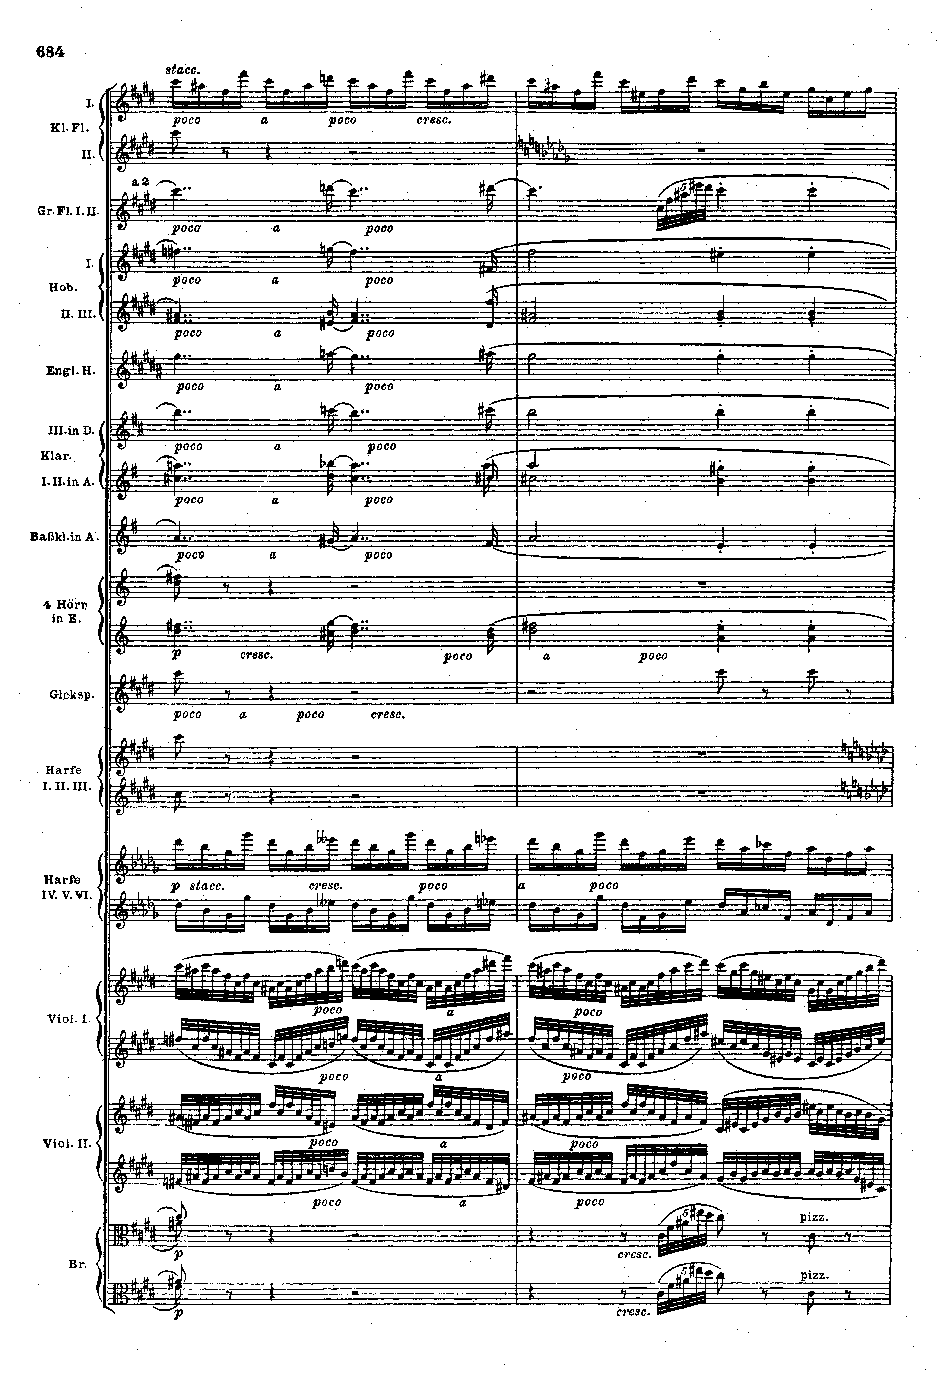 684
stacc.
I.
poco a poco cresc.
Kl. Fl.
II.
a 2
Gr. Fl. I. II.
poco a poco
I.
poco a poco
Hob.
II. III.
poco a poco
Engl. H.
poco a poco
III. in D.
poco a poco
Klar.
I. II. in A.
poco a poco
Baßkl. in A.
poco a poco
4 Hörn
in E.
p cresc. poco a poco
Glcksp.
poco a poco cresc.
Harfe
I. II. III.
Harfe
IV. V. VI.
p stacc. cresc. poco a poco
poco a poco
Viol. I.
poco a poco
poco a poco
Viol. II.
poco a poco
pizz.
p cresc.
Br.
pizz.
p cresc.